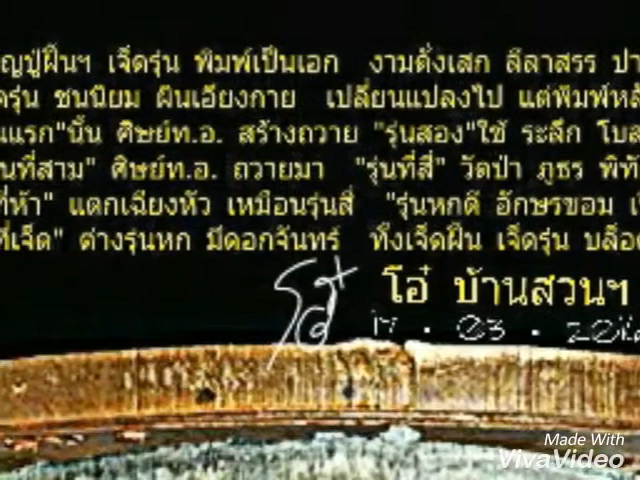 ญปู่ฝั้นฯ เจ็ดรุ่น พิมพ์เป็นเอก งามดั่งเสก ลีลาสรร ปา
รุ่น ชนนิยม ผินเอียงกาย เปลี่ยนแปลงไป แต่พิมพ์หลั
นแรก"นั้น ศิษย์ท.อ. สร้างถวาย "รุ่นสอง"ใช้ ระลึก โบส
นที่สาม" ศิษย์ท.อ. ถวายมา "รุ่นที่สี่" วัดป่า ภูธร พิทั
ที่ห้า" แตกเฉียงหัว เหมือนรุ่นสี่ "รุ่นหกดี อักษรขอม เ
ที่เจ็ด" ต่างรุ่นหก มีดอกจันทร์ ทั้งเจ็ดฝั้น เจ็ดรุ่น บล็อค
โอ๋ บ้านสวนฯ
03
Made With
VivaVideo